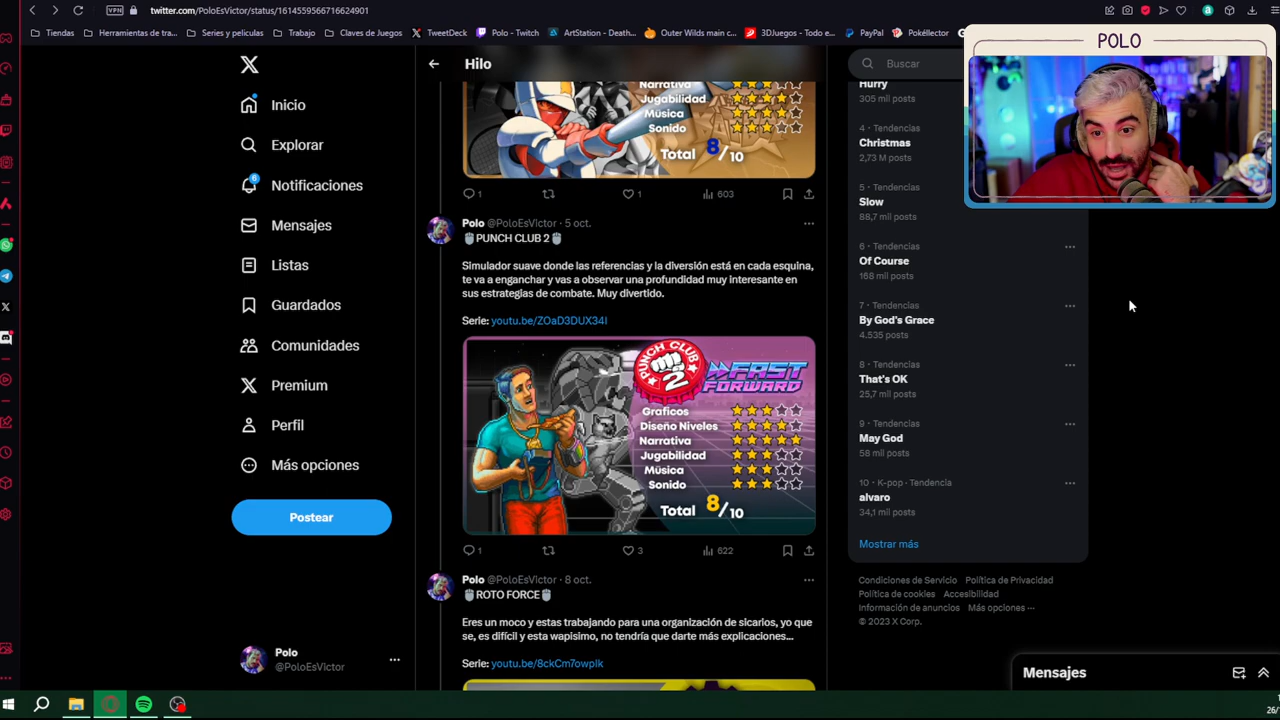 VPN
twitter.com/PoloEsVictor/status/1614559566716624901
Tiendas
Herramientas de tra...
Series y peliculas
Trabajo
Claves de Juegos
TweetDeck
Polo - Twitch
ArtStation - Death...
Outer Wilds main c...
3DJuegos - Todo e...
PayPal
Pokéllector
POLO
Inicio
Explorar
6
Notificaciones
Mensajes
Listas
Guardados
Comunidades
Premium
Perfil
Más opciones
Postear
Polo
@PoloEsVictor
Hilo
Narrativa
Jugabilidad
Música
Sonido
Total 8/10
1
1
603
Polo @PoloEsVictor · 5 oct.
PUNCH CLUB 2
Simulador suave donde las referencias y la diversión está en cada esquina,
te va a enganchar y vas a observar una profundidad muy interesante en
sus estrategias de combate. Muy divertido.
Serie: youtu.be/ZOaD3DUX34I
PUNCH CLUB 2
FAST FORWARD
Graficos
Diseño Niveles
Narrativa
Jugabilidad
Música
Sonido
Total 8/10
1
3
622
Polo @PoloEsVictor · 8 oct.
ROTO FORCE
Eres un moco y estas trabajando para una organización de sicarlos, yo que
se, es difícil y esta wapisimo, no tendría que darte más explicaciones...
Serie: youtu.be/8ckCm7owpIk
Buscar
Hurry
305 mil posts
4 · Tendencias
Christmas
2,73 M posts
5 · Tendencias
Slow
88,7 mil posts
6 · Tendencias
Of Course
168 mil posts
7 · Tendencias
By God's Grace
4.535 posts
8 · Tendencias
That's OK
25,7 mil posts
9 · Tendencias
May God
58 mil posts
10 · K-pop · Tendencia
alvaro
34,1 mil posts
Mostrar más
Condiciones de Servicio Política de Privacidad
Política de cookies Accesibilidad
Información de anuncios Más opciones ···
© 2023 X Corp.
Mensajes
26/